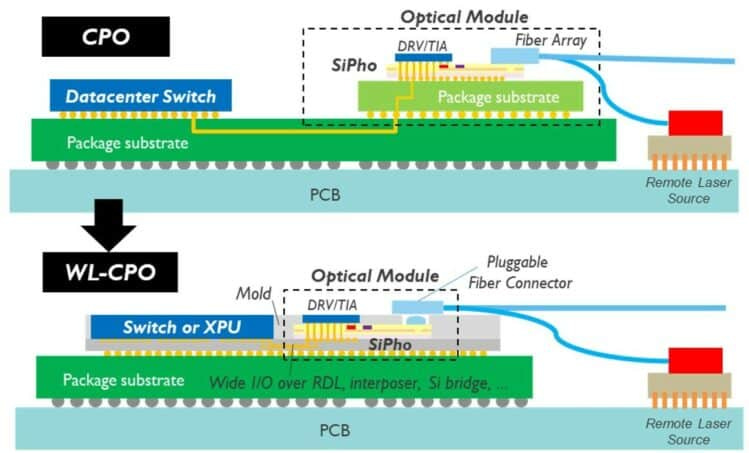 CPO
Optical Module
DRV/TIA
Fiber Array
SiPho
Datacenter Switch
Package substrate
Package substrate
PCB
Remote Laser
Source
WL-CPO
Optical Module
Pluggable
Fiber Connector
Mold
DRV/TIA
Switch or XPU
SiPho
Package substrate
Wide I/O over RDL, interposer, Si bridge, ...
PCB
Remote Laser
Source